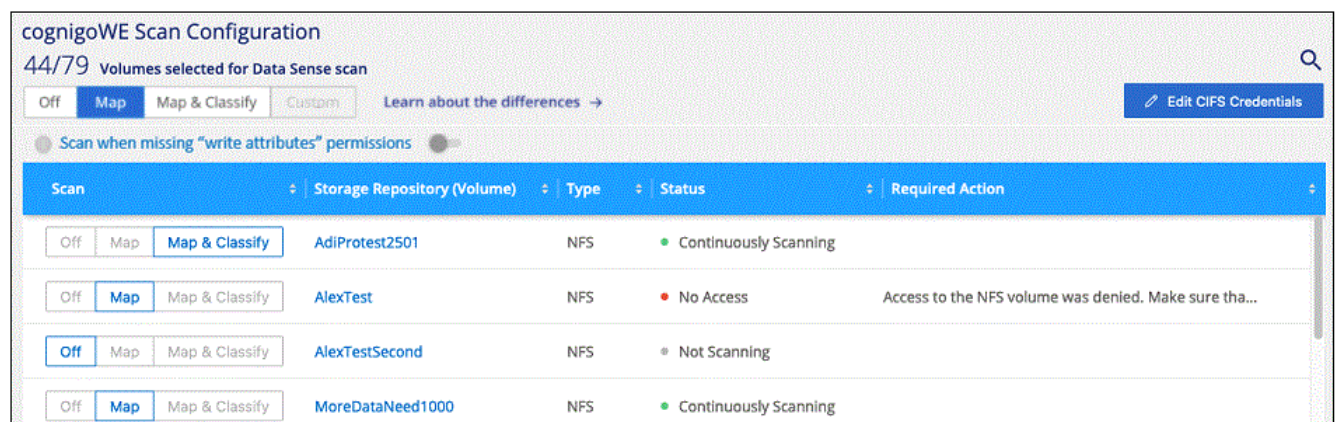 cognigoWE Scan Configuration
44/79 Volumes selected for Data Sense scan
Off Map Map & Classify Custom Learn about the differences → Edit CIFS Credentials
Scan when missing “write attributes” permissions
Scan Storage Repository (Volume) Type Status Required Action
Off Map Map & Classify AdiProtest2501 NFS Continuously Scanning
Off Map Map & Classify AlexTest NFS No Access Access to the NFS volume was denied. Make sure tha...
Off Map Map & Classify AlexTestSecond NFS Not Scanning
Off Map Map & Classify MoreDataNeed1000 NFS Continuously Scanning